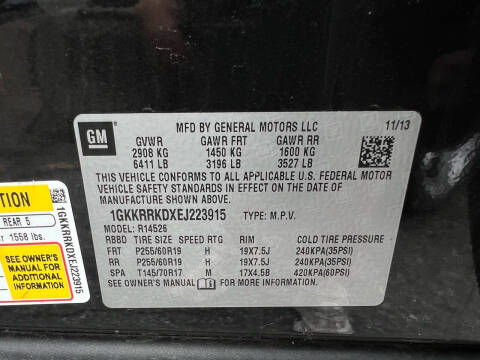 MFD BY GENERAL MOTORS LLC 11/13
GM
GVWR GAWR FRT GAWR RR
2908 KG 1450 KG 1600 KG
6411 LB 3196 LB 3527 LB
THIS VEHICLE CONFORMS TO ALL APPLICABLE U.S. FEDERAL MOTOR
VEHICLE SAFETY STANDARDS IN EFFECT ON THE DATE OF
MANUFACTURE SHOWN ABOVE.
1GKKRRKDXEJ223915 TYPE: M.P.V.
MODEL: R14526
RBBD TIRE SIZE SPEED RTG RIM COLD TIRE PRESSURE
FRT P255/60R19 H 19X7.5J 240KPA(35PSI)
RR P255/60R19 H 19X7.5J 240KPA(35PSI)
SPA T145/70R17 M 17X4.5B 420KPA(60PSI)
SEE OWNER'S MANUAL FOR MORE INFORMATION.
TION
REAR 5
1558 lbs.
SEE OWNER'S
MANUAL FOR
ADDITIONAL
INFORMATION
1GKKRRKDXEJ223915